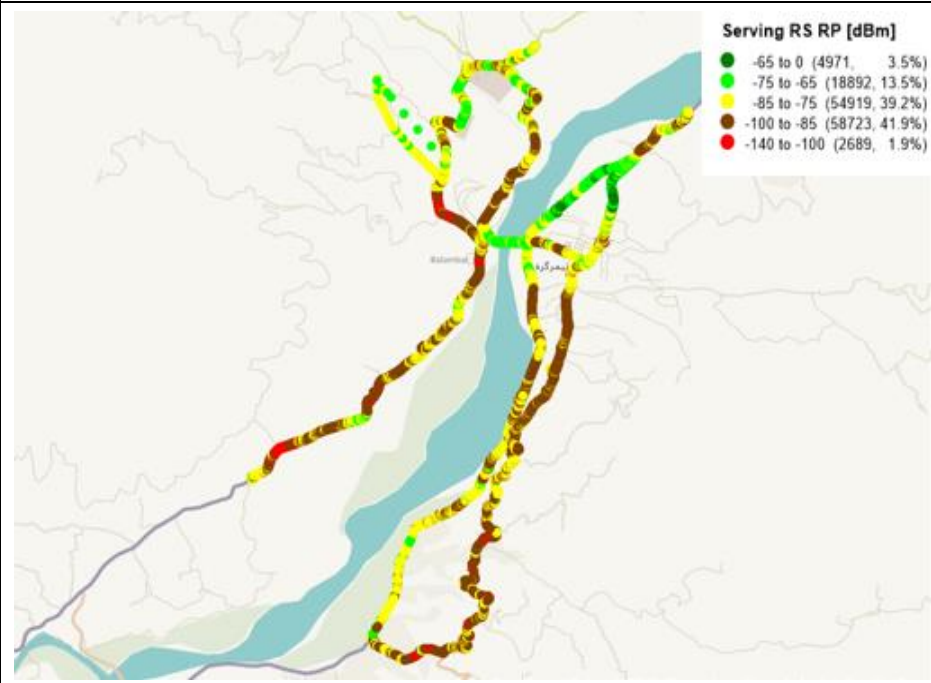 Serving RS RP [dBm]
-65 to 0 (4971, 3.5%)
-75 to -65 (18892, 13.5%)
-85 to -75 (54919, 39.2%)
-100 to -85 (58723, 41.9%)
-140 to -100 (2689, 1.9%)
تیمرگرہ